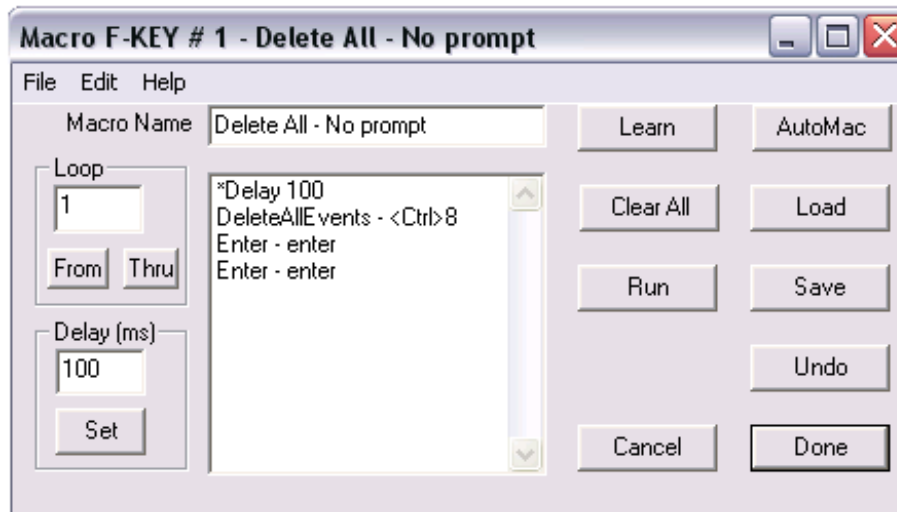 Macro F-KEY # 1 - Delete All - No prompt
File Edit Help
Macro Name Delete All - No prompt Learn AutoMac
Loop
1
From Thru
*Delay 100
DeleteAllEvents - <Ctrl>8
Enter - enter
Enter - enter
Clear All Load
Run Save
Delay (ms)
100
Set
Undo
Cancel Done